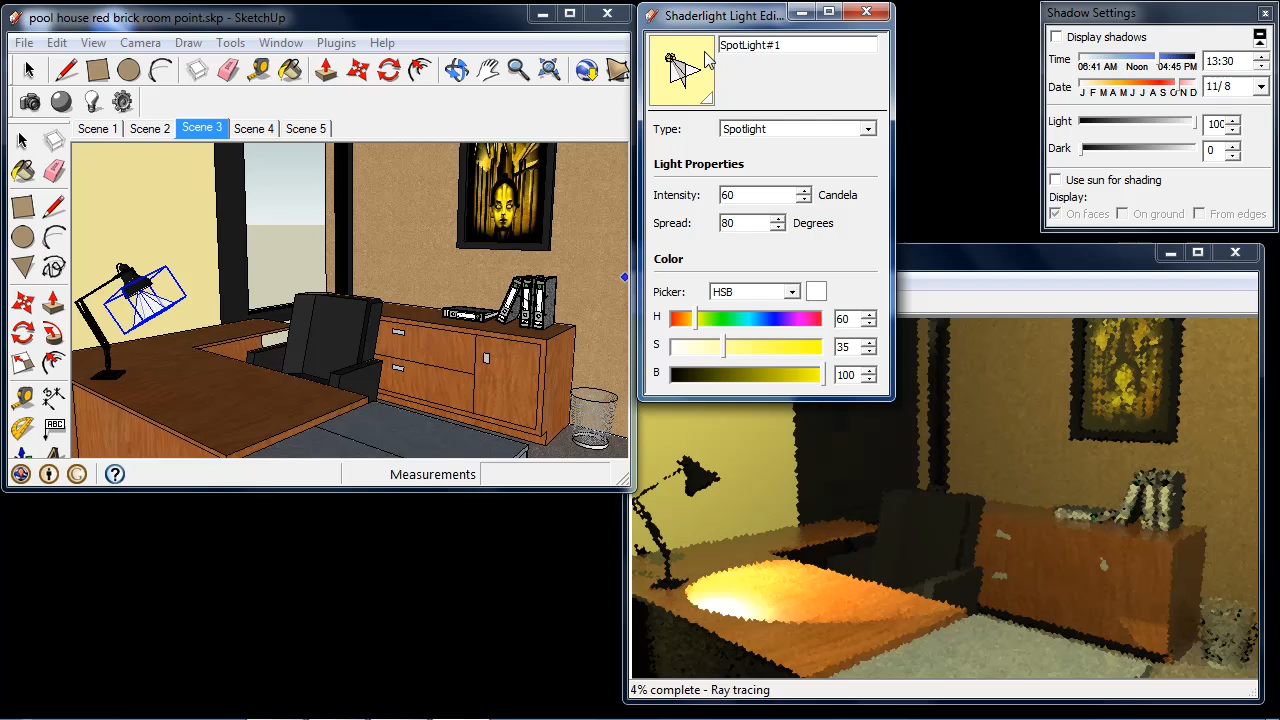 pool house red brick room point.skp - SketchUp
File Edit View Camera Draw Tools Window Plugins Help
Scene 1 Scene 2 Scene 3 Scene 4 Scene 5
ABC
Measurements
Shaderlight Light Edi...
SpotLight#1
Type: Spotlight
Light Properties
Intensity: 60 Candela
Spread: 80 Degrees
Color
Picker: HSB
H 60
S 35
B 100
Shadow Settings
Display shadows
Time 06:41 AM Noon 04:45 PM 13:30
Date J F M A M J J A S O N D 11/ 8
Light 100
Dark 0
Use sun for shading
Display:
On faces On ground From edges
4% complete - Ray tracing